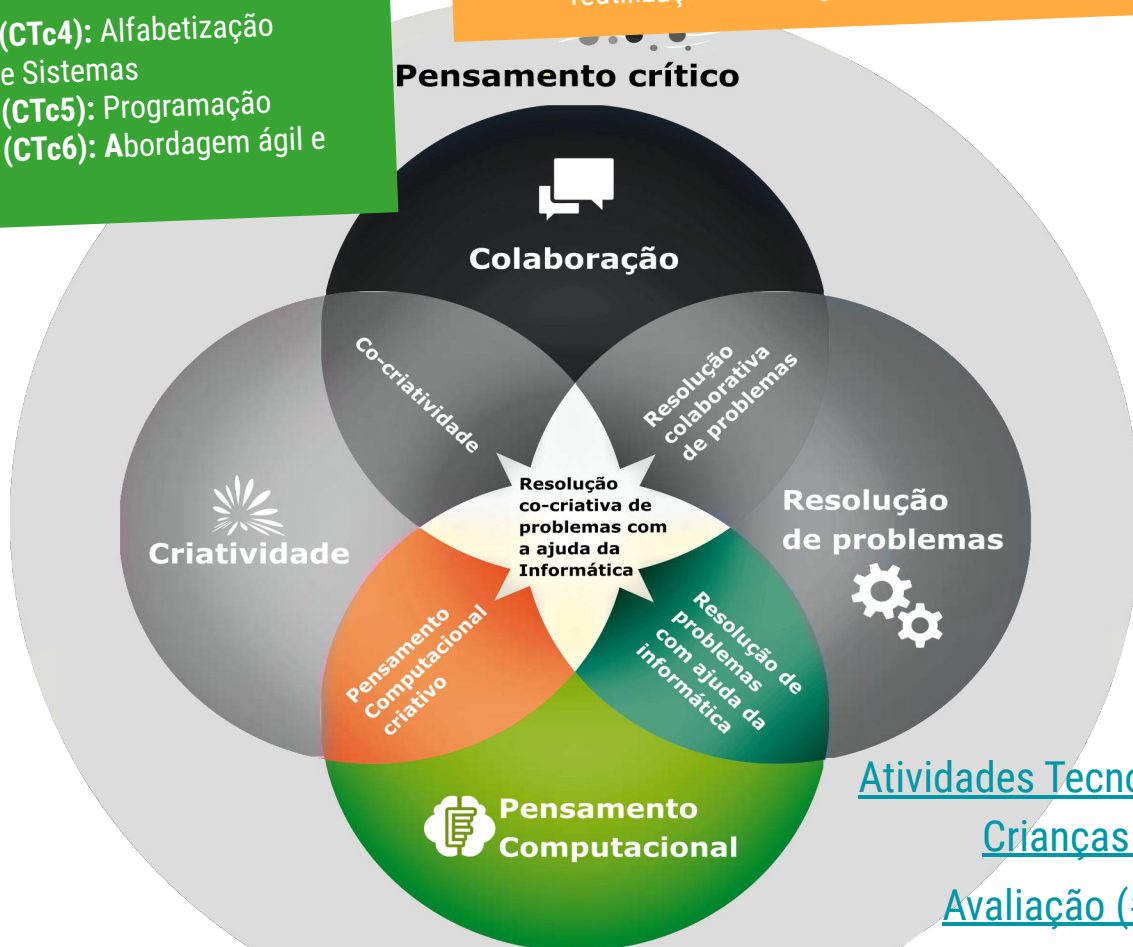 (CTc4): Alfabetização
e Sistemas
(CTc5): Programação
(CTc6): Abordagem ágil e
Pensamento crítico
Colaboração
Co-criatividade
Resolução
colaborativa
de problemas
Criatividade
Resolução
co-criativa de
problemas com
a ajuda da
Informática
Resolução
de problemas
Pensamento
Computacional
criativo
Resolução de
problemas
com ajuda da
informática
Pensamento
Computacional
Atividades Tecno
Crianças
Avaliação (